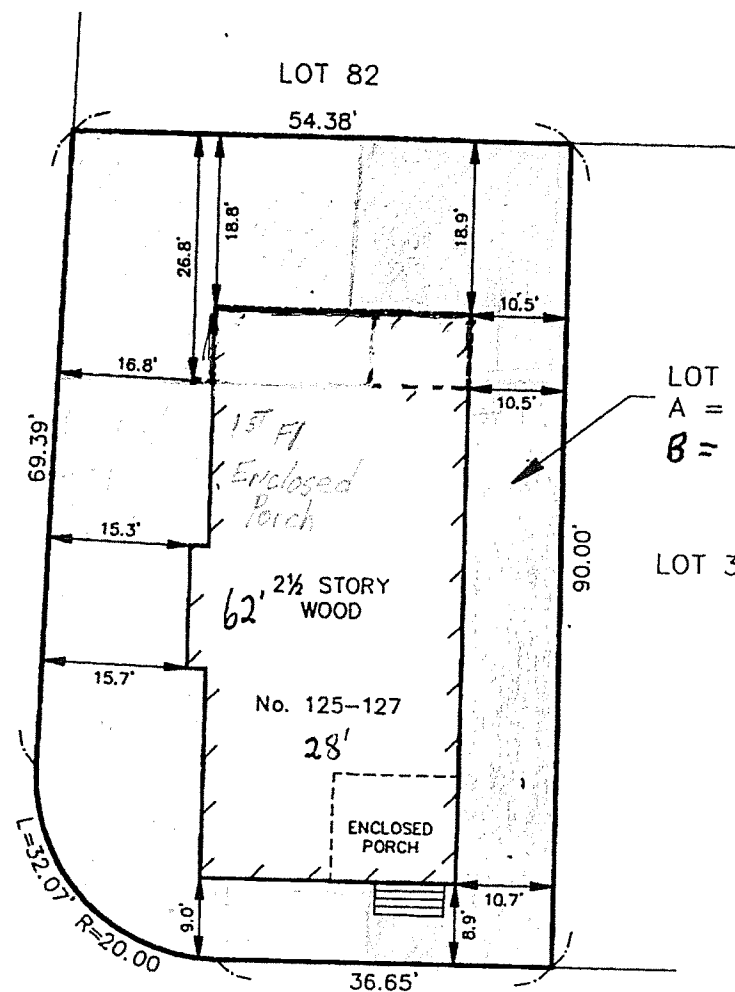 LOT 82
54.38'
26.8'
18.8'
18.9'
10.5'
16.8'
10.5'
LOT
A =
B =
1ST Fl
Enclosed
Porch
69.39'
15.3'
90.00'
LOT 3
2½ STORY
WOOD
62'
15.7'
No. 125-127
28'
ENCLOSED
PORCH
L=32.07' R=20.00
9.0'
8.9'
10.7'
36.65'